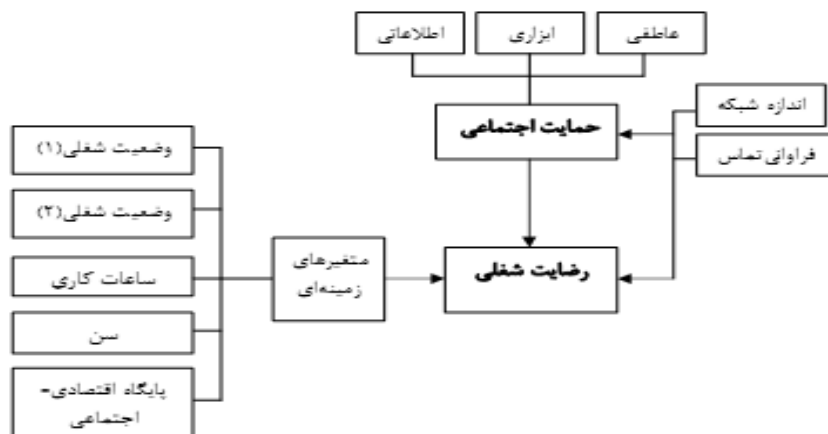 عاطفی
ابزاری
اطلاعاتی
اندازه شبکه
حمایت اجتماعی
فراوانی تماس
وضعیت شغلی(۱)
وضعیت شغلی(۲)
متغیرهای
زمینه‌ای
رضایت شغلی
ساعات کاری
سن
پایگاه اقتصادی-
اجتماعی